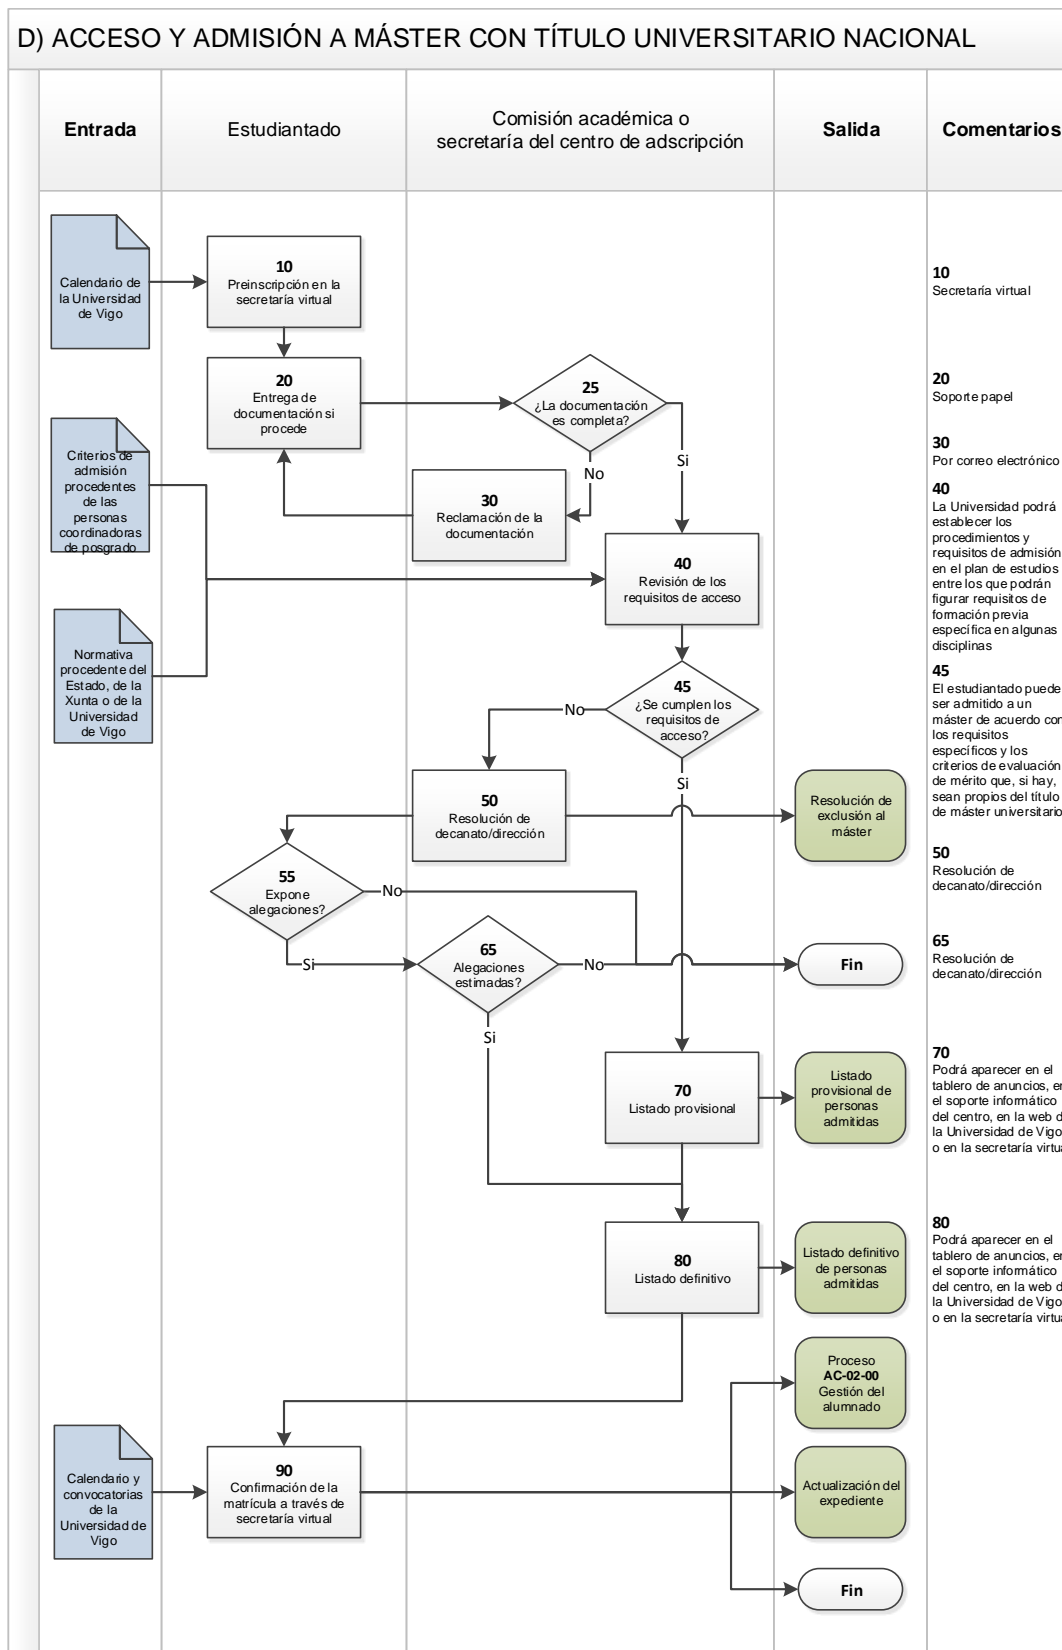 D) ACCESO Y ADMISIÓN A MÁSTER CON TÍTULO UNIVERSITARIO NACIONAL
Entrada
Estudiantado
Comisión académica o
secretaría del centro de adscripción
Salida
Comentarios
Calendario de
la Universidad
de Vigo
10
Preinscripción en la
secretaría virtual
10
Secretaría virtual
20
Entrega de
documentación si
procede
25
¿La documentación
es completa?
20
Soporte papel
Criterios de
admisión
procedentes
de las
personas
coordinadoras
de posgrado
No
Si
30
Reclamación de la
documentación
30
Por correo electrónico
40
Revisión de los
requisitos de acceso
40
La Universidad podrá
establecer los
procedimientos y
requisitos de admisión
en el plan de estudios
entre los que podrán
figurar requisitos de
formación previa
específica en algunas
disciplinas
Normativa
procedente del
Estado, de la
Xunta o de la
Universidad
de Vigo
45
¿Se cumplen los
requisitos de
acceso?
No
Si
45
El estudiantado puede
ser admitido a un
máster de acuerdo con
los requisitos
específicos y los
criterios de evaluación
de mérito que, si hay,
sean propios del título
de máster universitario
50
Resolución de
decanato/dirección
Resolución de
exclusión al
máster
50
Resolución de
decanato/dirección
55
Expone
alegaciones?
No
Si
65
Alegaciones
estimadas?
No
Si
Fin
65
Resolución de
decanato/dirección
70
Listado provisional
Listado
provisional de
personas
admitidas
70
Podrá aparecer en el
tablero de anuncios, en
el soporte informático
del centro, en la web d
la Universidad de Vigo
o en la secretaría virtua
80
Listado definitivo
Listado definitivo
de personas
admitidas
80
Podrá aparecer en el
tablero de anuncios, en
el soporte informático
del centro, en la web d
la Universidad de Vigo
o en la secretaría virtua
Proceso
AC-02-00
Gestión del
alumnado
Calendario y
convocatorias
de la
Universidad de
Vigo
90
Confirmación de la
matrícula a través de
secretaría virtual
Actualización del
expediente
Fin